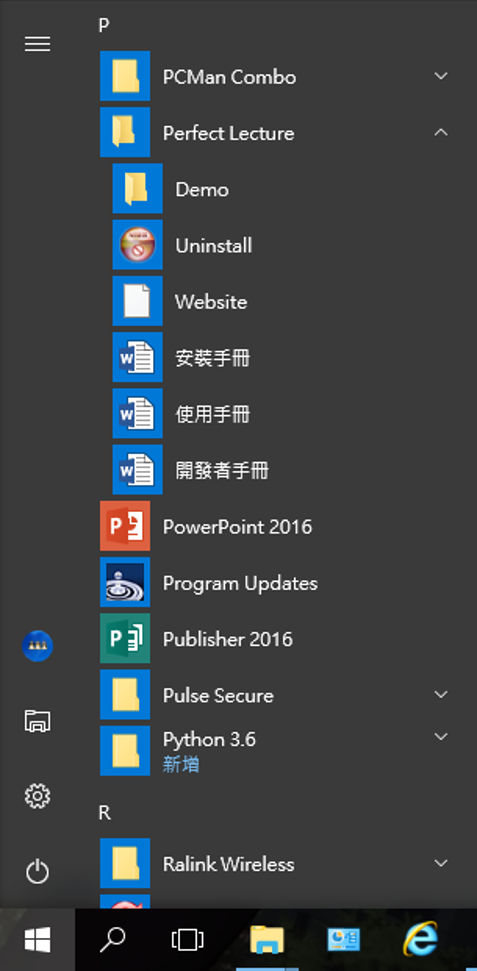 P
PCMan Combo
Perfect Lecture
Demo
Uninstall
Website
安裝手冊
使用手冊
開發者手冊
PowerPoint 2016
Program Updates
Publisher 2016
Pulse Secure
Python 3.6
新增
R
Ralink Wireless